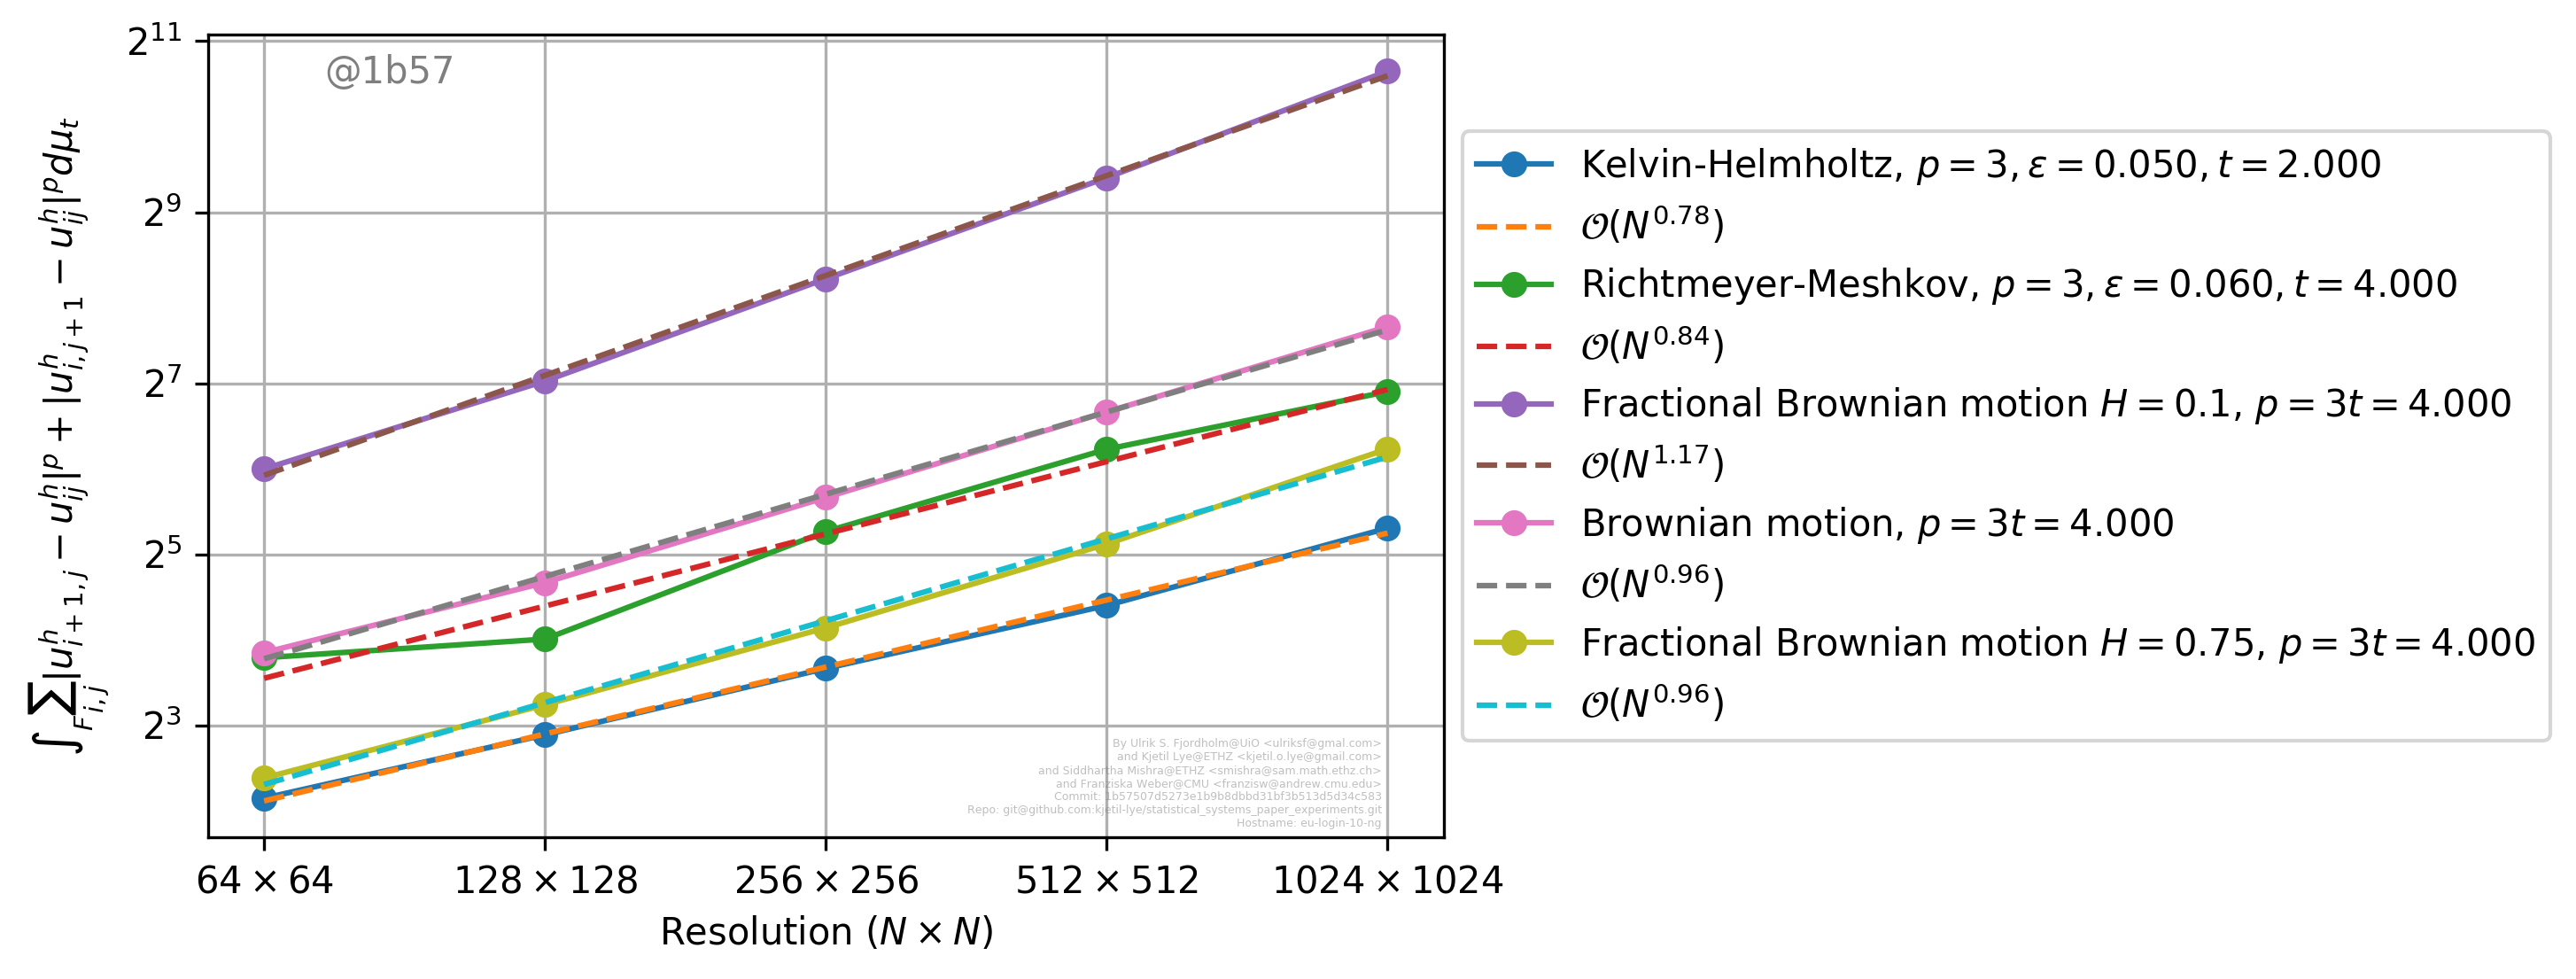 @1b57
2^{11}
2^{9}
2^{7}
2^{5}
2^{3}
∫_F ∑_{i,j} |u^h_{i+1,j} − u^h_{ij}|^p + |u^h_{i,j+1} − u^h_{ij}|^p dμ_t
64 × 64
128 × 128
256 × 256
512 × 512
1024 × 1024
Resolution (N × N)
By Ulrik S. Fjordholm@UiO <ulriksf@gmal.com>
and Kjetil Lye@ETHZ <kjetil.o.lye@gmail.com>
and Siddhartha Mishra@ETHZ <smishra@sam.math.ethz.ch>
and Franziska Weber@CMU <franzisw@andrew.cmu.edu>
Commit: 1b57507d5273e1b9b8dbbd31bf3b513d5d34c583
Repo: git@github.com:kjetil-lye/statistical_systems_paper_experiments.git
Hostname: eu-login-10-ng
Kelvin-Helmholtz, p = 3, ε = 0.050, t = 2.000
𝒪(N^{0.78})
Richtmeyer-Meshkov, p = 3, ε = 0.060, t = 4.000
𝒪(N^{0.84})
Fractional Brownian motion H = 0.1, p = 3t = 4.000
𝒪(N^{1.17})
Brownian motion, p = 3t = 4.000
𝒪(N^{0.96})
Fractional Brownian motion H = 0.75, p = 3t = 4.000
𝒪(N^{0.96})